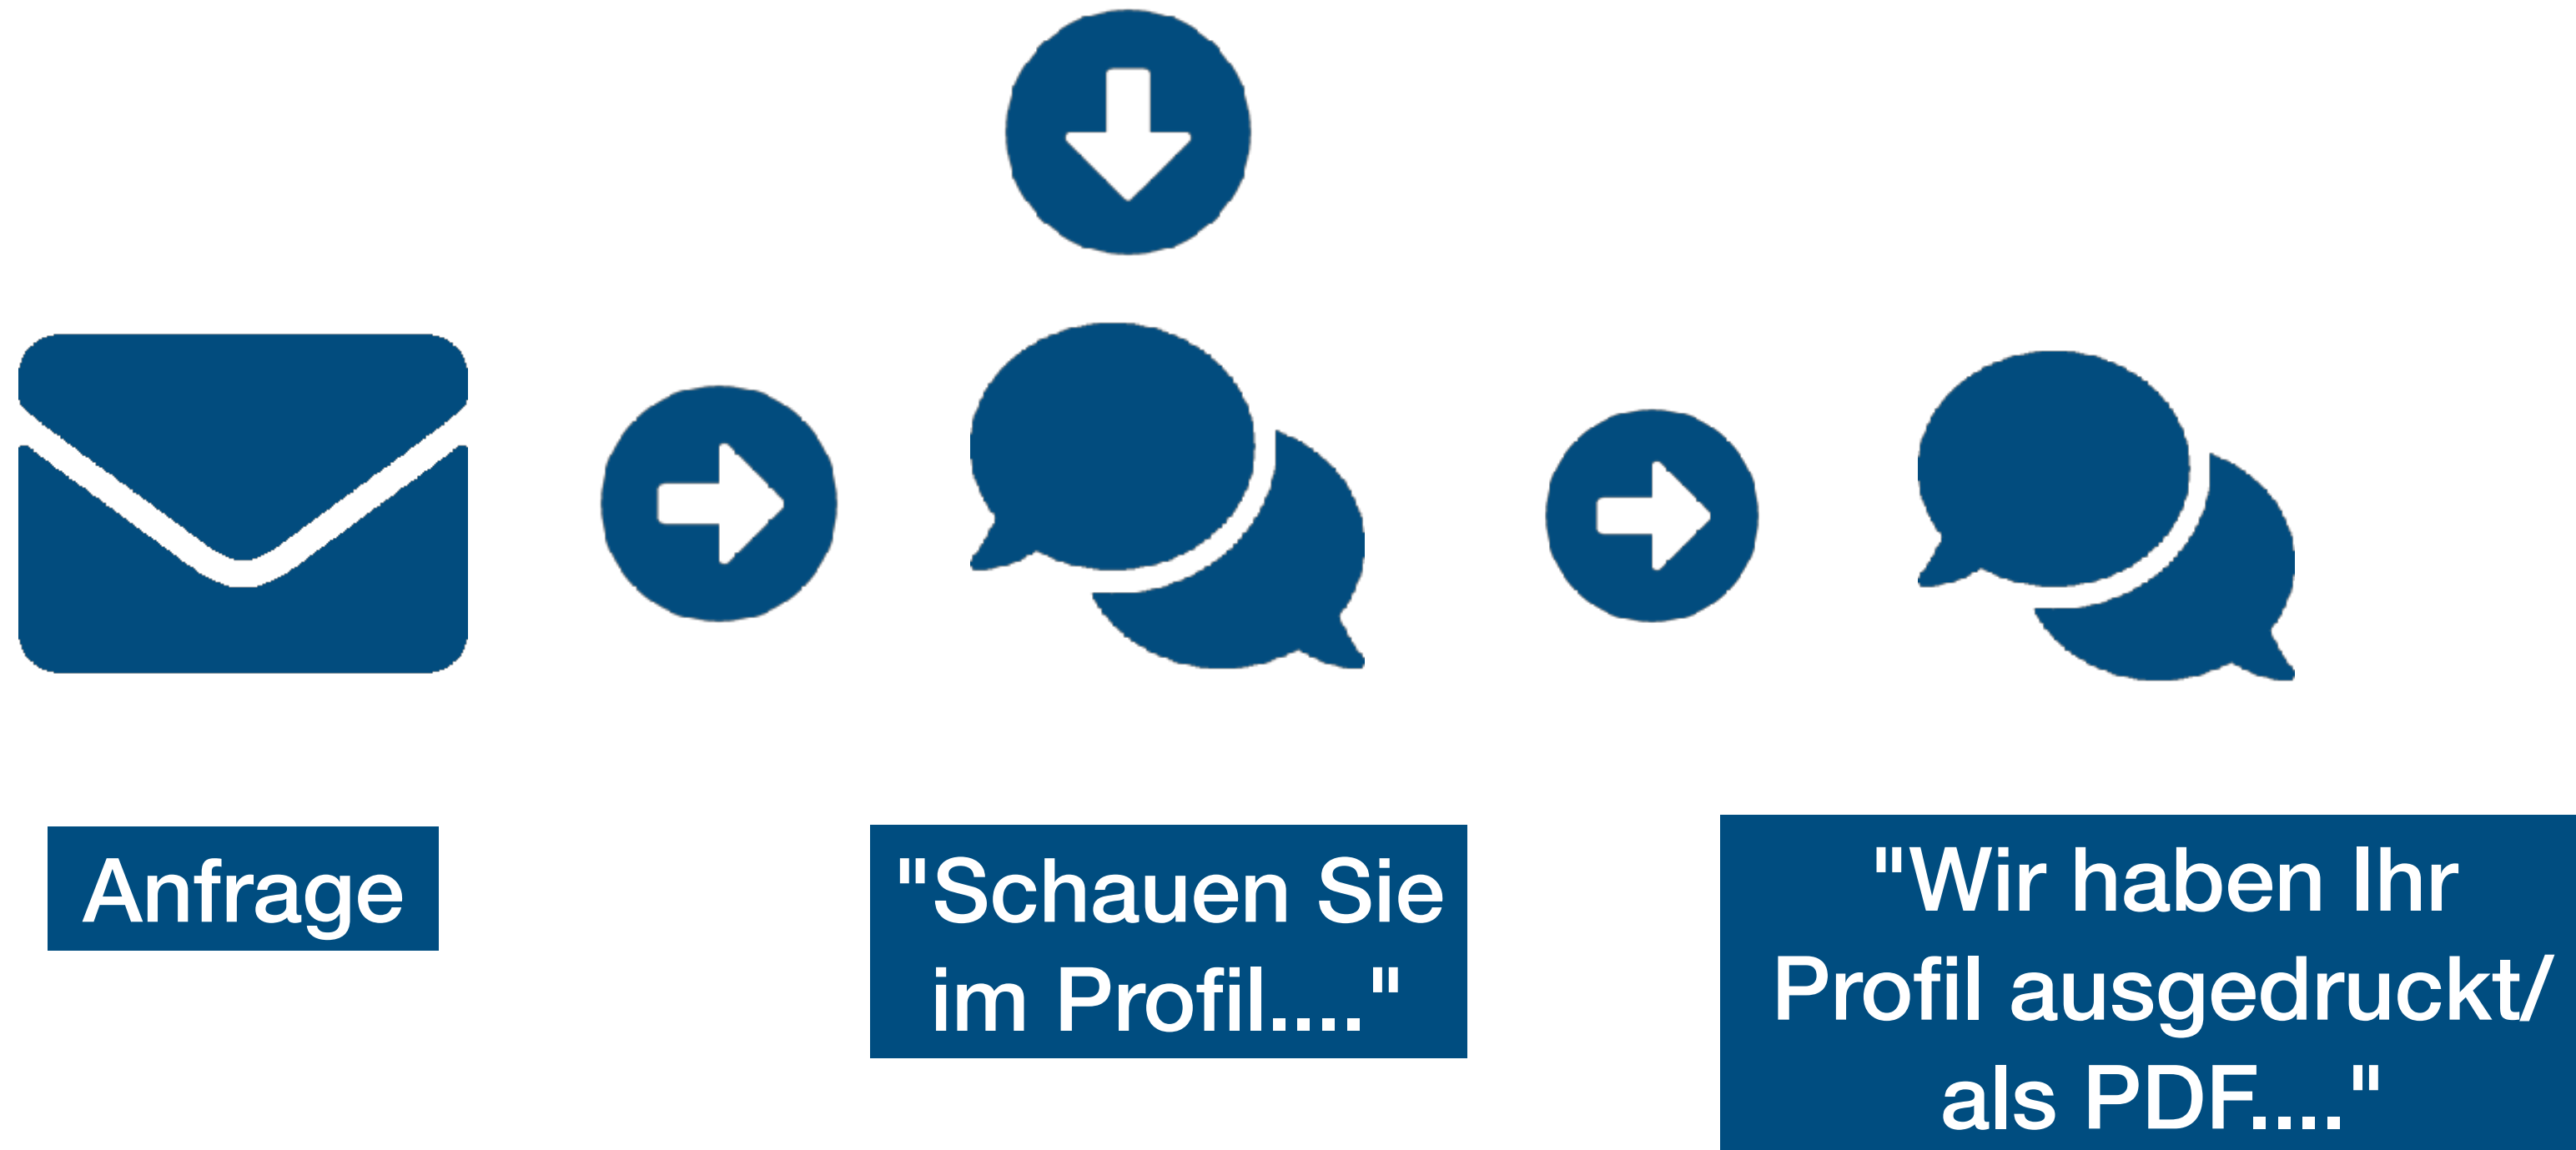 Anfrage
"Schauen Sie
im Profil...."
"Wir haben Ihr
Profil ausgedruckt/
als PDF...."